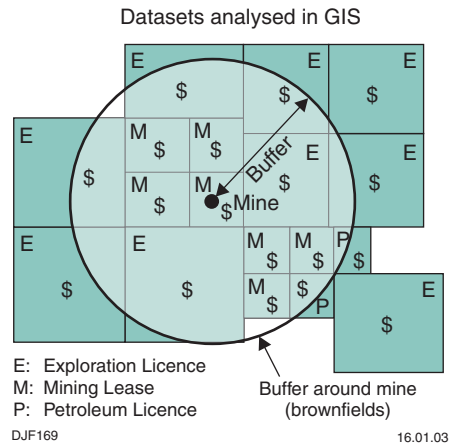 Datasets analysed in GIS
E E E
$ $ $
E M M E E
$ $ $ $ $
M M Buffer
$ $ Mine
E E M M P
$ $ $ $ $
M $ P E
$ $
E: Exploration Licence
M: Mining Lease
P: Petroleum Licence
Buffer around mine
(brownfields)
DJF169 16.01.03